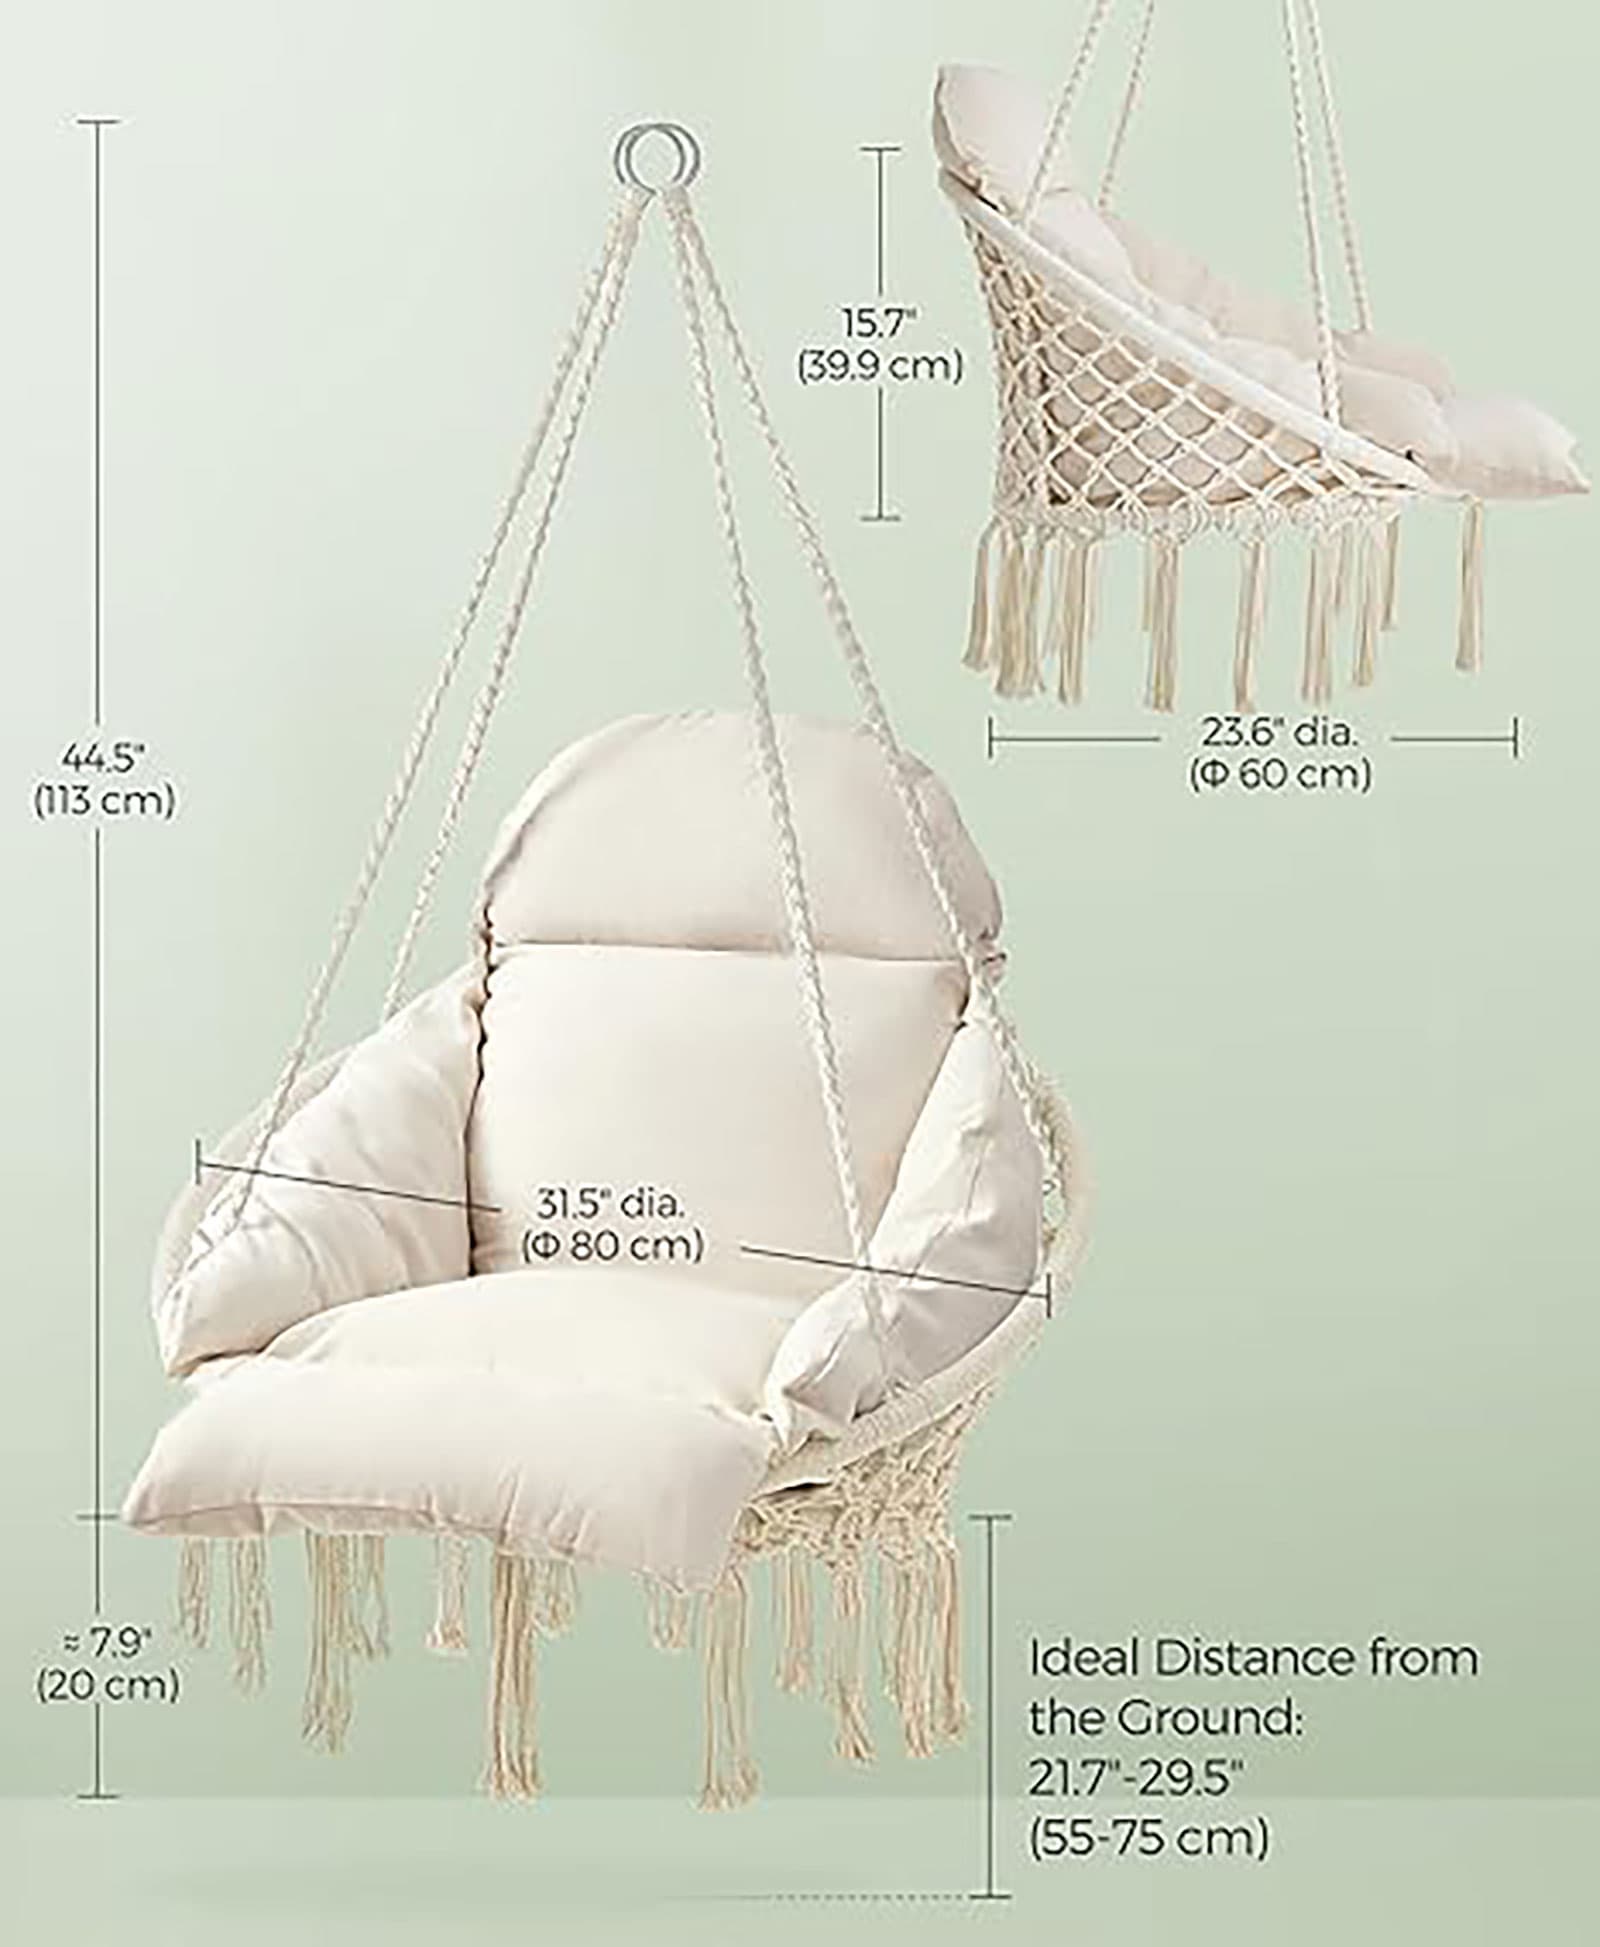 15.7"
(39.9 cm)
23.6" dia.
(Φ 60 cm)
44.5"
(113 cm)
31.5" dia.
(Φ 80 cm)
≈ 7.9"
(20 cm)
Ideal Distance from
the Ground:
21.7"-29.5"
(55-75 cm)